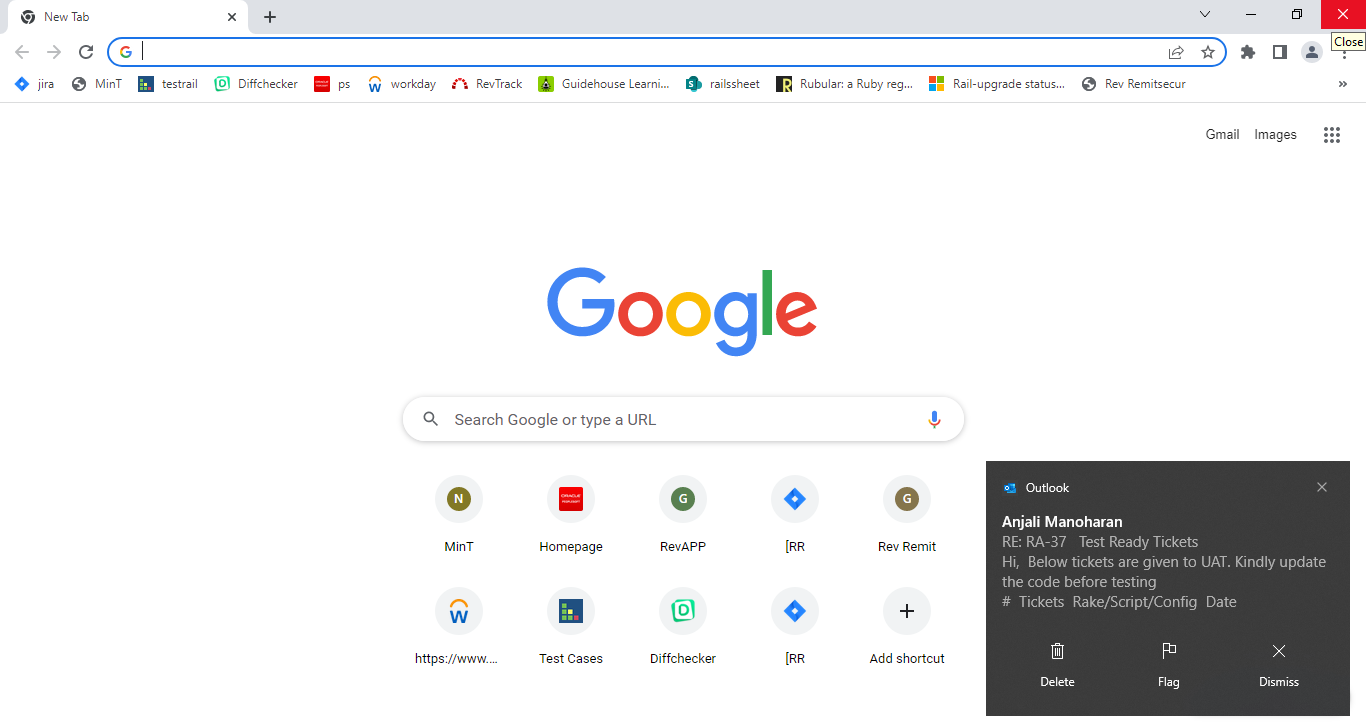 New Tab
Close
jira MinT testrail Diffchecker ps workday RevTrack Guidehouse Learni... railssheet Rubular: a Ruby reg... Rail-upgrade status... Rev Remitsecur »
Gmail Images
Google
Search Google or type a URL
N G G
MinT Homepage RevAPP [RR Rev Remit
https://www.... Test Cases Diffchecker [RR Add shortcut
Outlook
Anjali Manoharan
RE: RA-37 Test Ready Tickets
Hi, Below tickets are given to UAT. Kindly update
the code before testing
# Tickets Rake/Script/Config Date
Delete Flag Dismiss